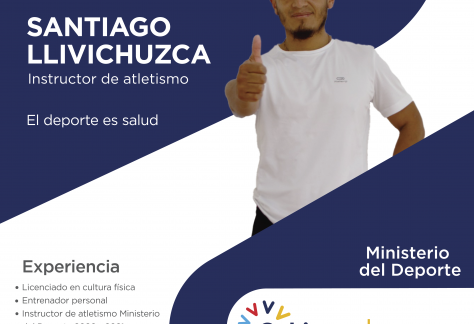 SANTIAGO
LLIVICHUZCA
Instructor de atletismo
El deporte es salud
Ministerio
del Deporte
Experiencia
• Licenciado en cultura física
• Entrenador personal
• Instructor de atletismo Ministerio